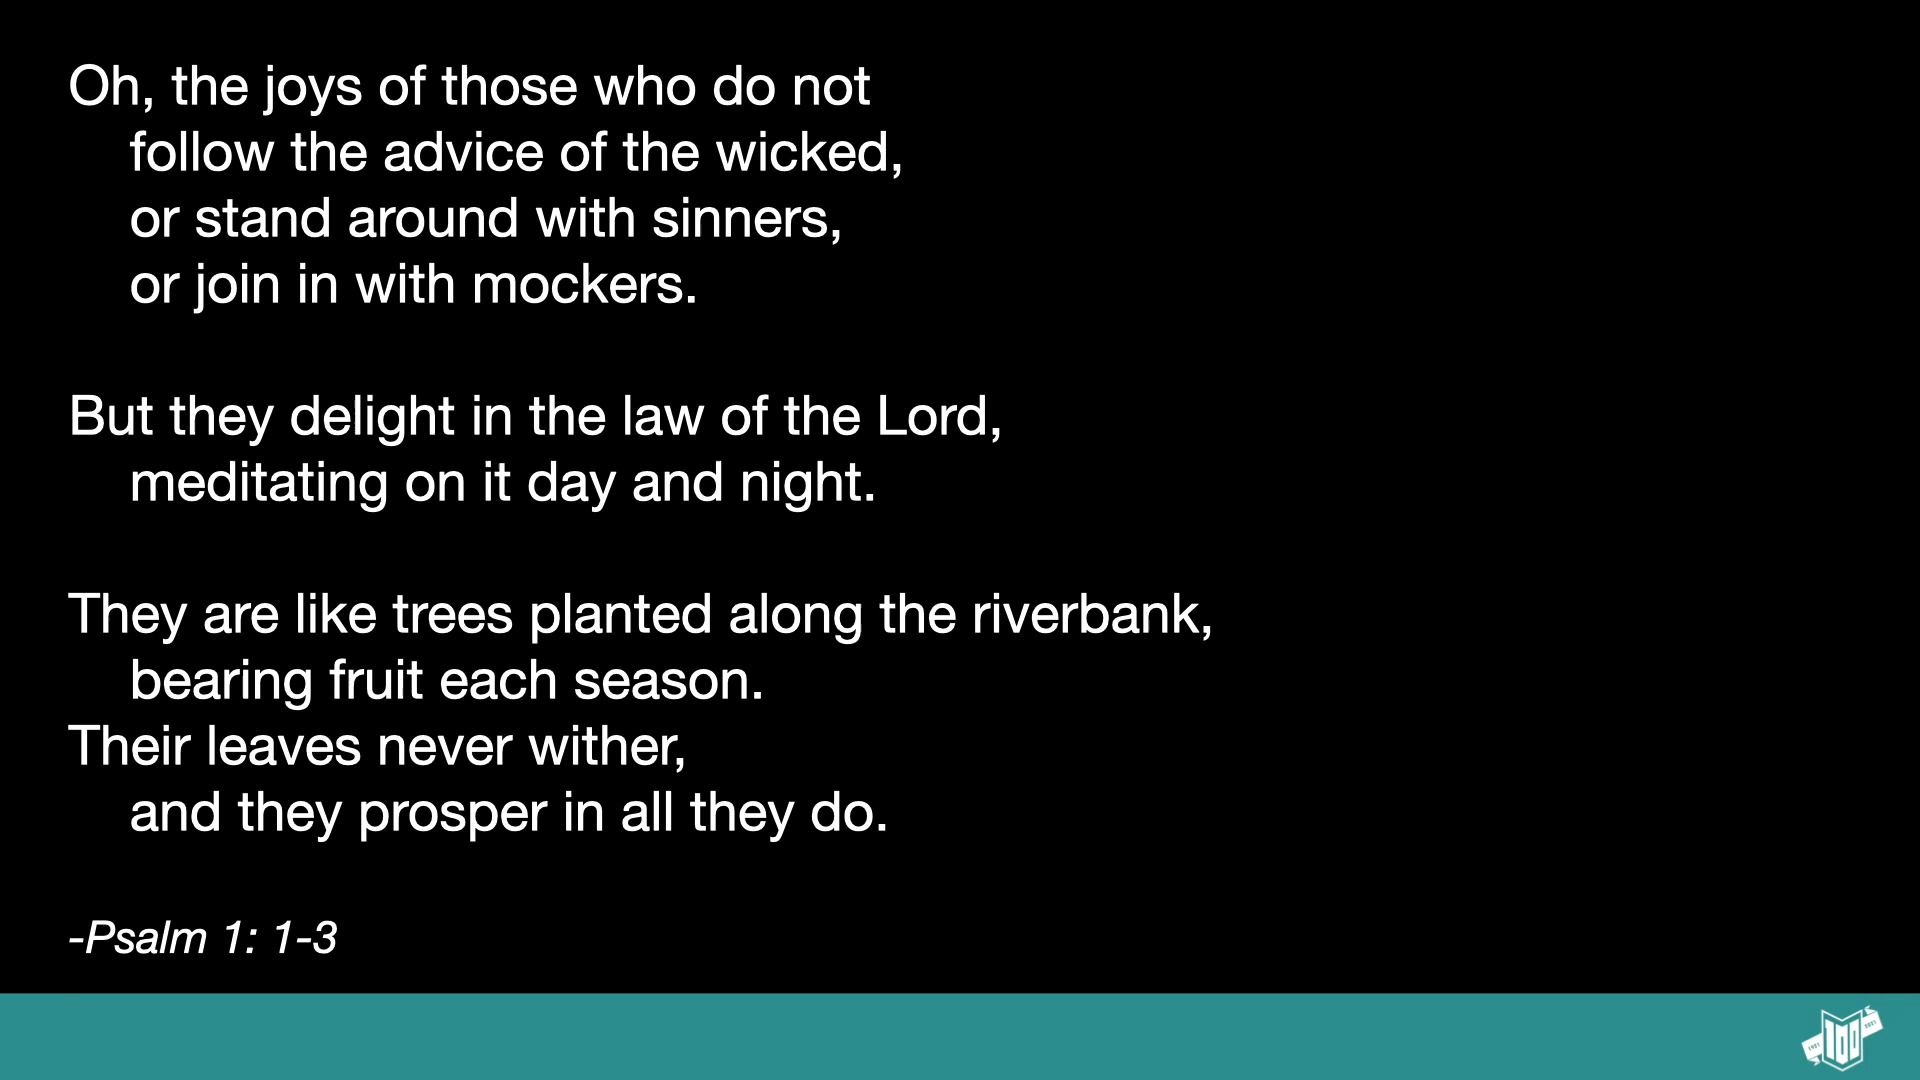 Oh, the joys of those who do not
follow the advice of the wicked,
or stand around with sinners,
or join in with mockers.
But they delight in the law of the Lord,
meditating on it day and night.
They are like trees planted along the riverbank,
bearing fruit each season.
Their leaves never wither,
and they prosper in all they do.
-Psalm 1: 1-3
1921 100 2021